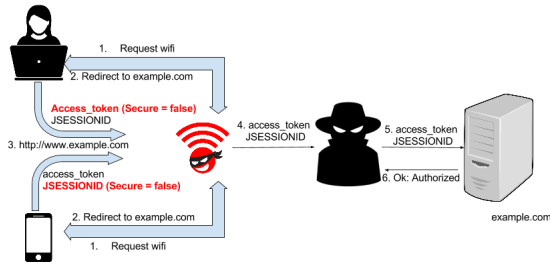 1. Request wifi
2. Redirect to example.com
Access_token (Secure = false)
JSESSIONID
3. http://www.example.com
access_token
JSESSIONID (Secure = false)
2. Redirect to example.com
1. Request wifi
4. access_token
JSESSIONID
5. access_token
JSESSIONID
6. Ok: Authorized
example.com